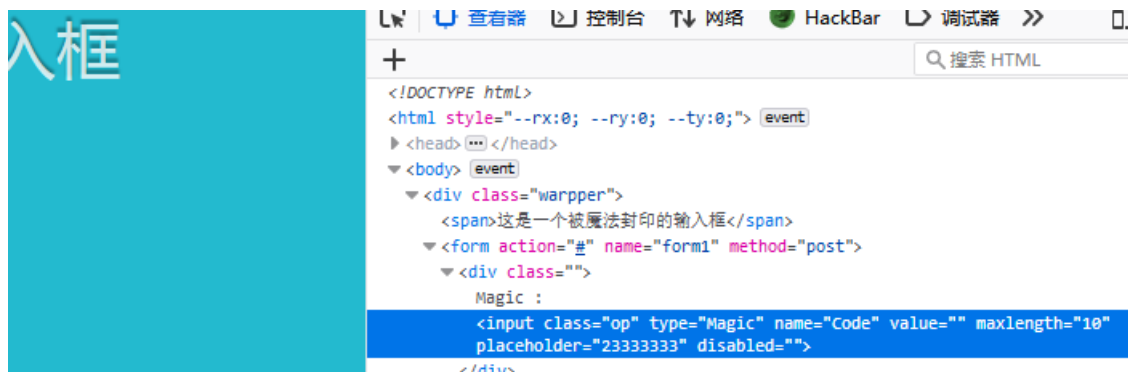 入框
查看器 控制台 网络 HackBar 调试器
搜索 HTML
<!DOCTYPE html>
<html style="--rx:0; --ry:0; --ty:0;"> event
<head> ⋯ </head>
<body> event
<div class="warpper">
<span>这是一个被魔法封印的输入框</span>
<form action="#" name="form1" method="post">
<div class="">
Magic :
<input class="op" type="Magic" name="Code" value="" maxlength="10"
placeholder="23333333" disabled="">
</div>